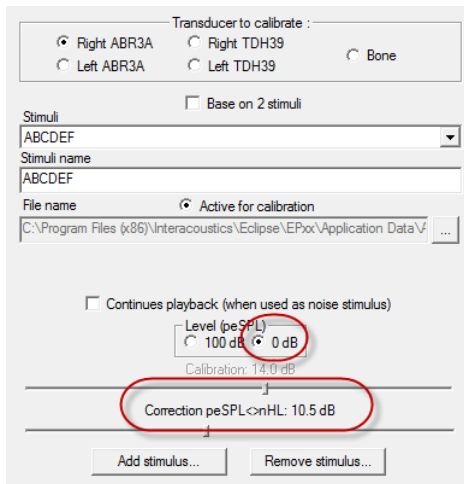 Transducer to calibrate :
Right ABR3A Right TDH39
Bone
Left ABR3A Left TDH39
Base on 2 stimuli
Stimuli
ABCDEF
Stimuli name
ABCDEF
File name Active for calibration
C:\Program Files (x86)\Interacoustics\Eclipse\EPxx\Application Data\ ...
Continues playback (when used as noise stimulus)
Level (peSPL)
100 dB 0 dB
Calibration: 14.0 dB
Correction peSPL<>nHL: 10.5 dB
Add stimulus... Remove stimulus...